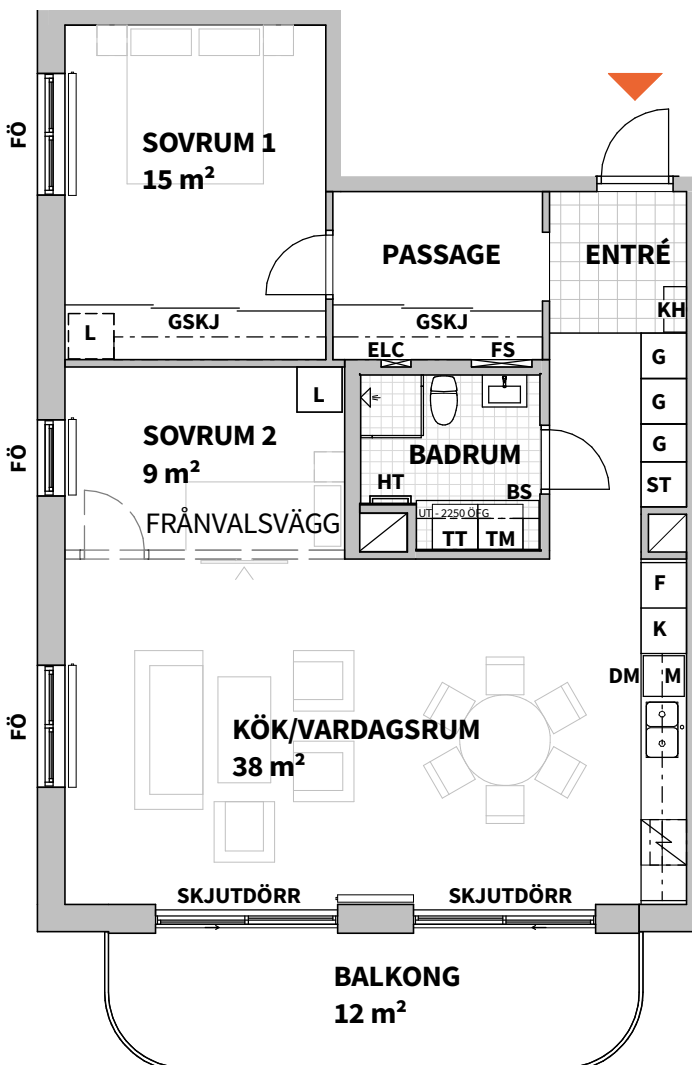 FÖ
SOVRUM 1
15 m²
PASSAGE
ENTRÉ
KH
L
GSKJ
GSKJ
ELC
FS
G
G
G
ST
FÖ
L
SOVRUM 2
9 m²
BADRUM
HT
BS
UT - 2250 ÖFG
TT
TM
FRÅNVALSVÄGG
F
K
DM
M
FÖ
KÖK/VARDAGSRUM
38 m²
SKJUTDÖRR
SKJUTDÖRR
BALKONG
12 m²